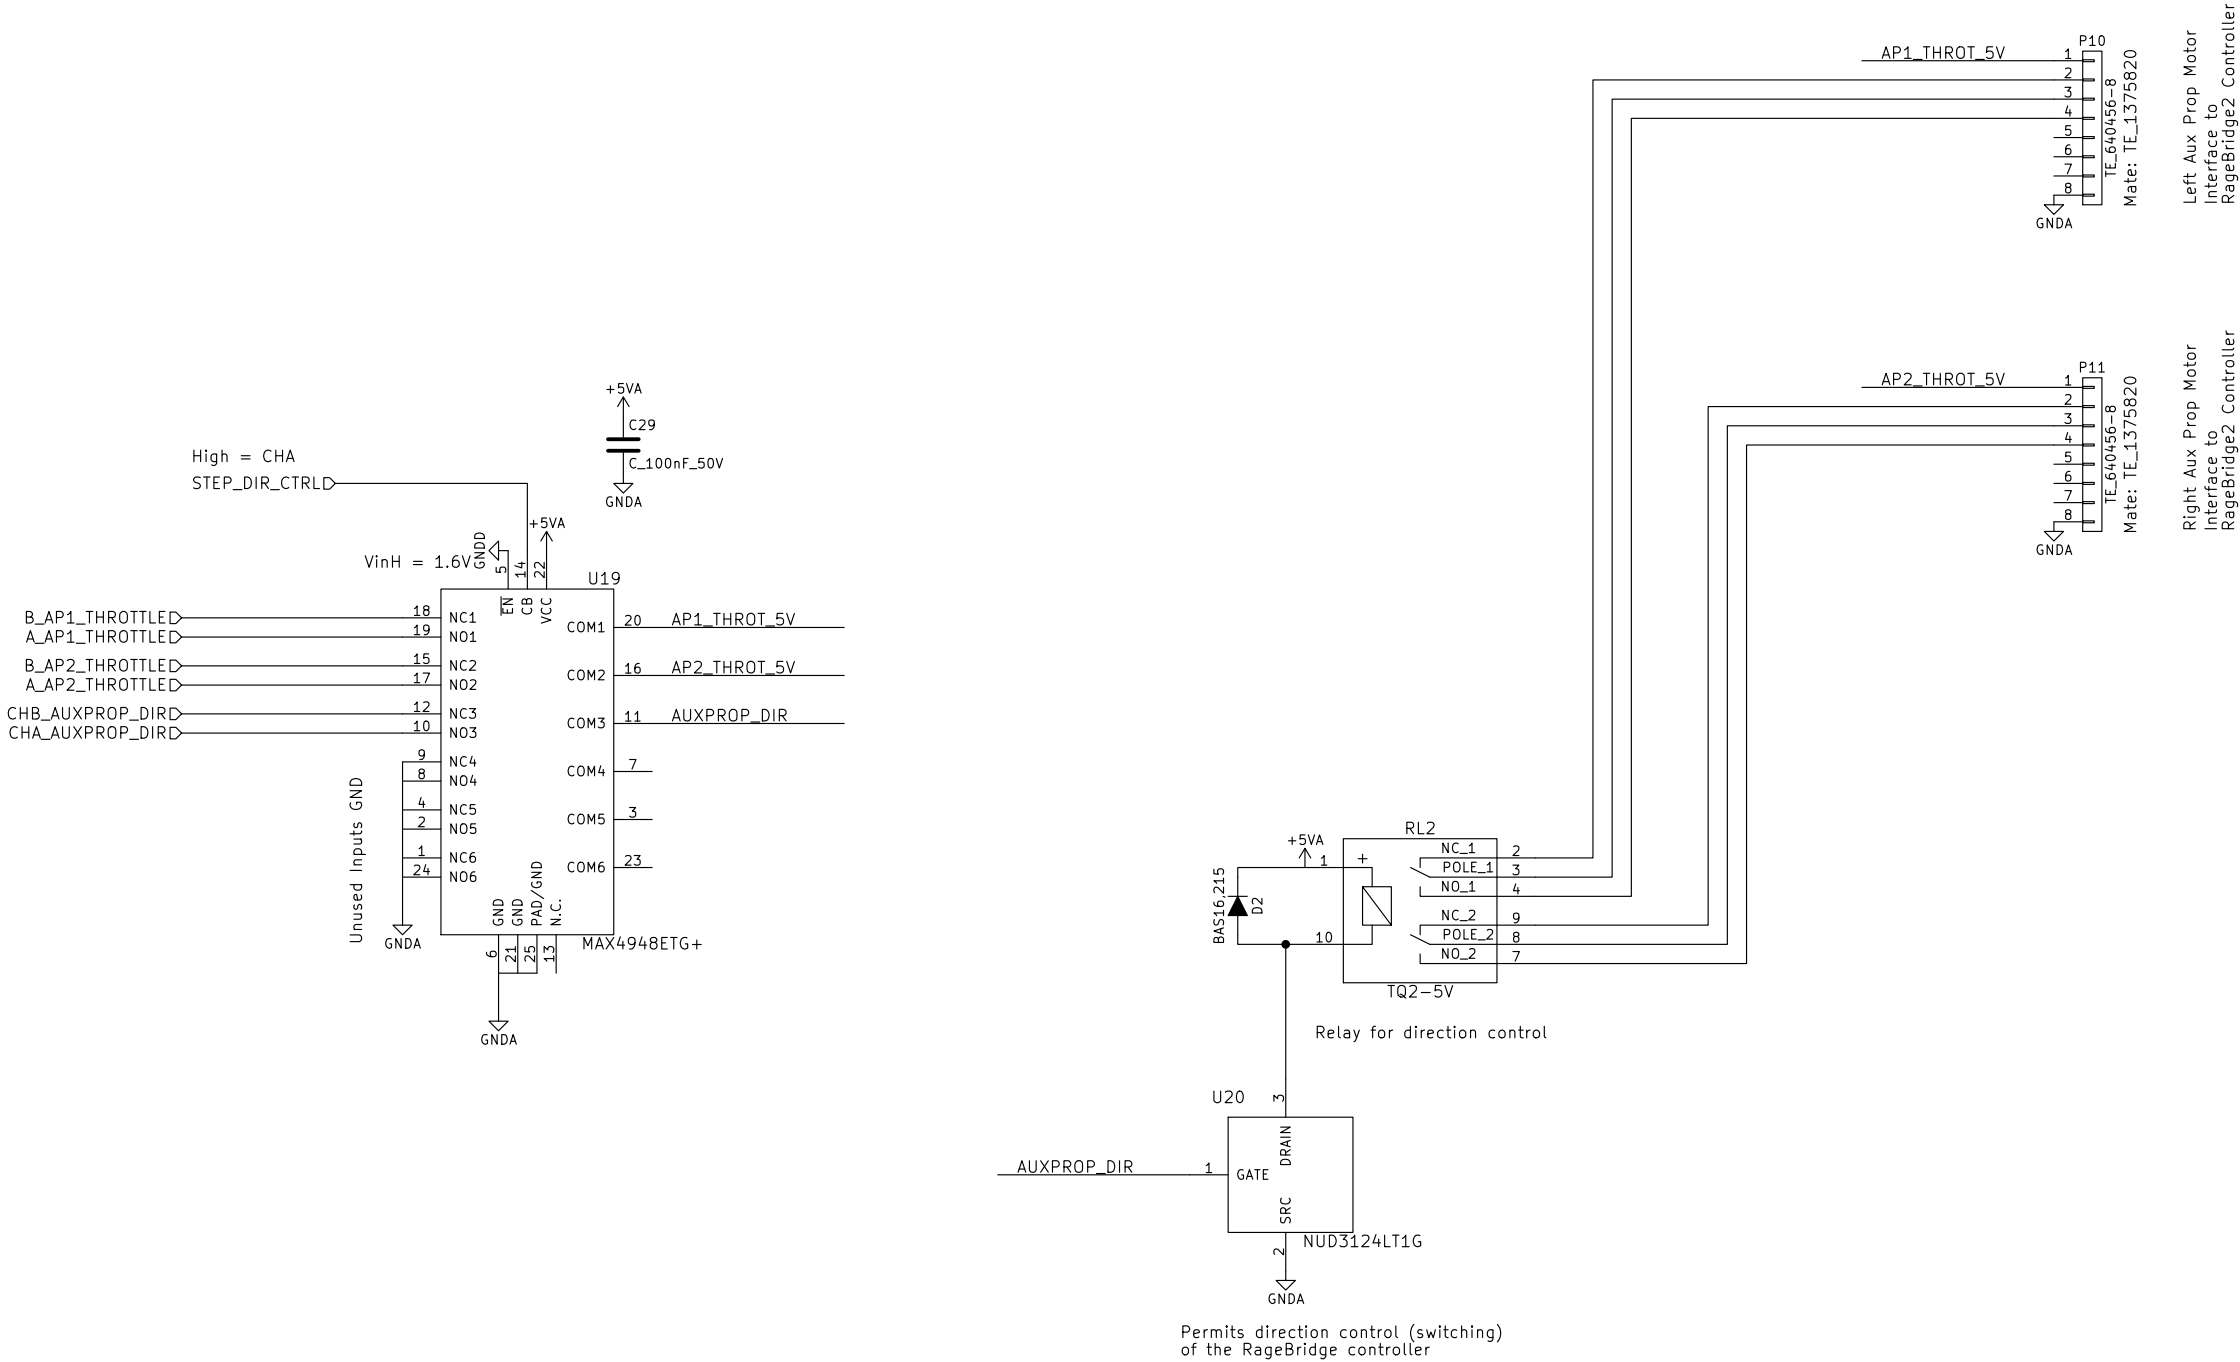 P10
AP1_THROT_5V
1
2
3
4
5
6
7
8
GNDA
TE_640456-8
Mate: TE_1375820
Left Aux Prop Motor
Interface to
RageBridge2 Controller
P11
AP2_THROT_5V
1
2
3
4
5
6
7
8
GNDA
TE_640456-8
Mate: TE_1375820
Right Aux Prop Motor
Interface to
RageBridge2 Controller
+5VA
C29
C_100nF_50V
GNDA
High = CHA
STEP_DIR_CTRL
+5VA
GNDD
VinH = 1.6V
5
14
22
U19
EN
CB
VCC
B_AP1_THROTTLE 18 NC1
A_AP1_THROTTLE 19 NO1
B_AP2_THROTTLE 15 NC2
A_AP2_THROTTLE 17 NO2
CHB_AUXPROP_DIR 12 NC3
CHA_AUXPROP_DIR 10 NO3
9 NC4
8 NO4
4 NC5
2 NO5
1 NC6
24 NO6
Unused Inputs GND
GNDA
COM1 20 AP1_THROT_5V
COM2 16 AP2_THROT_5V
COM3 11 AUXPROP_DIR
COM4 7
COM5 3
COM6 23
GND
GND
PAD/GND
N.C.
6
21
25
13
MAX4948ETG+
GNDA
RL2
+5VA
1
+
10
BAS16,215
D2
NC_1 2
POLE_1 3
NO_1 4
NC_2 9
POLE_2 8
NO_2 7
TQ2-5V
Relay for direction control
U20
3
DRAIN
AUXPROP_DIR 1 GATE
SRC
2
NUD3124LT1G
GNDA
Permits direction control (switching)
of the RageBridge controller